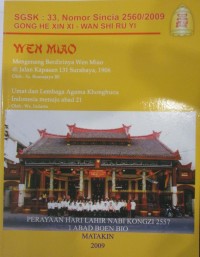 SGSK : 33, Nomor Sincia 2560/2009
GONG HE XIN XI - WAN SHI RU YI
WEN MIAO
Mengenang Berdirinya Wen Miao
di Jalan Kapasan 131 Surabaya, 1906
Umat dan Lembaga Agama Khonghucu
Indonesia menuju abad 21
PERAYAAN HARI LAHIR NABI KONGZI 2557
1 ABAD BOEN BIO
MATAKIN
2009